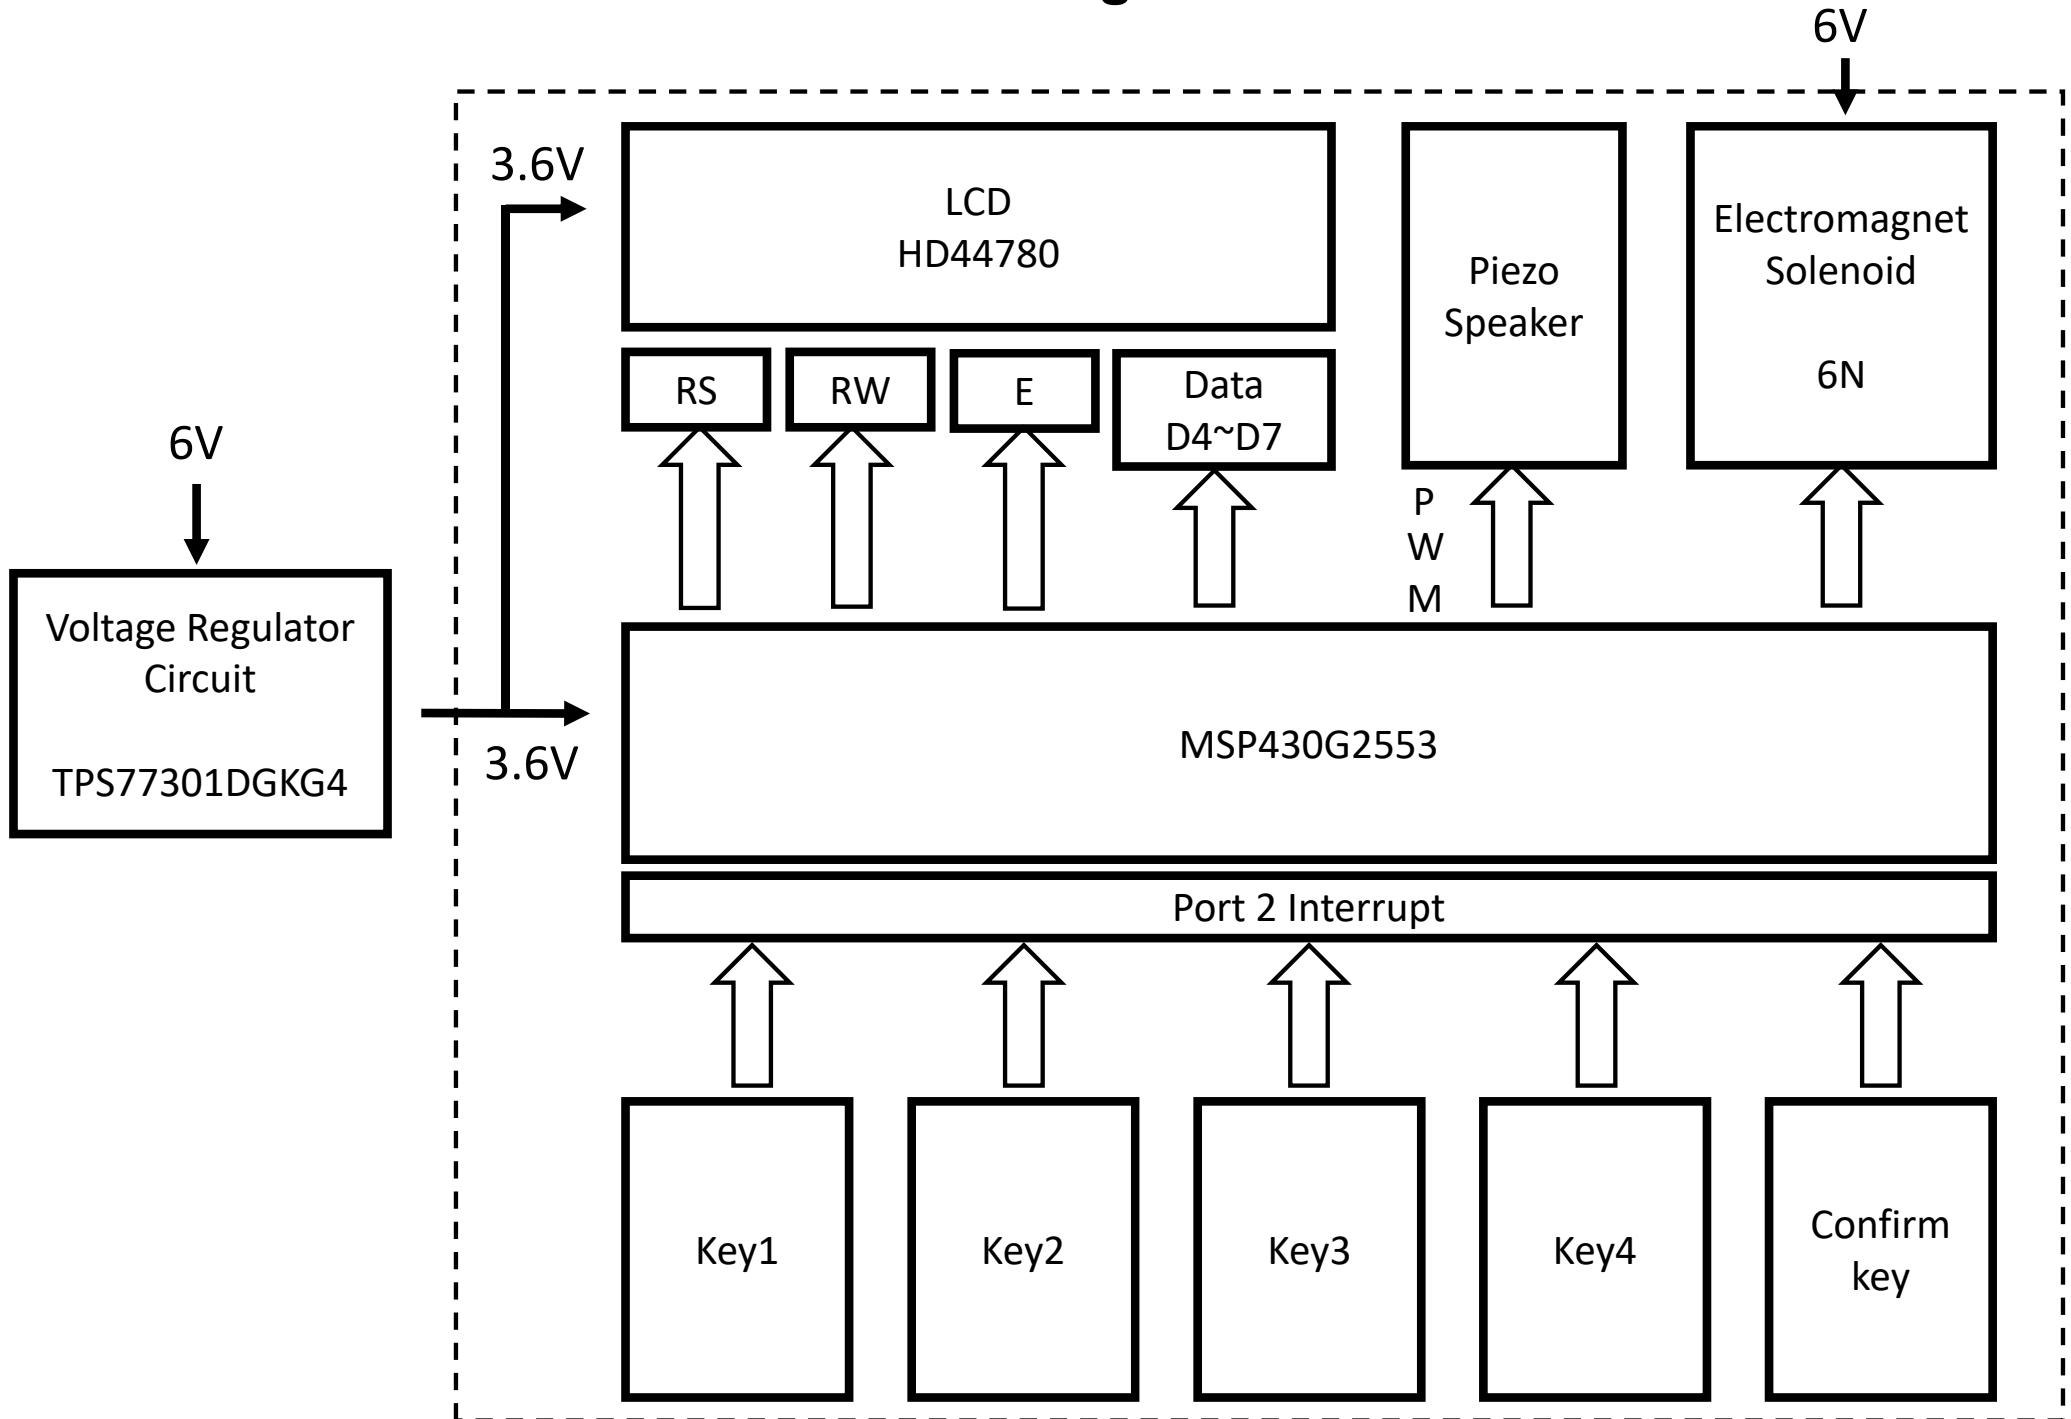 6V
3.6V
LCD
HD44780
Piezo
Speaker
Electromagnet
Solenoid
6N
RS
RW
E
Data
D4~D7
6V
P
W
M
Voltage Regulator
Circuit
TPS77301DGKG4
3.6V
MSP430G2553
Port 2 Interrupt
Key1
Key2
Key3
Key4
Confirm
key